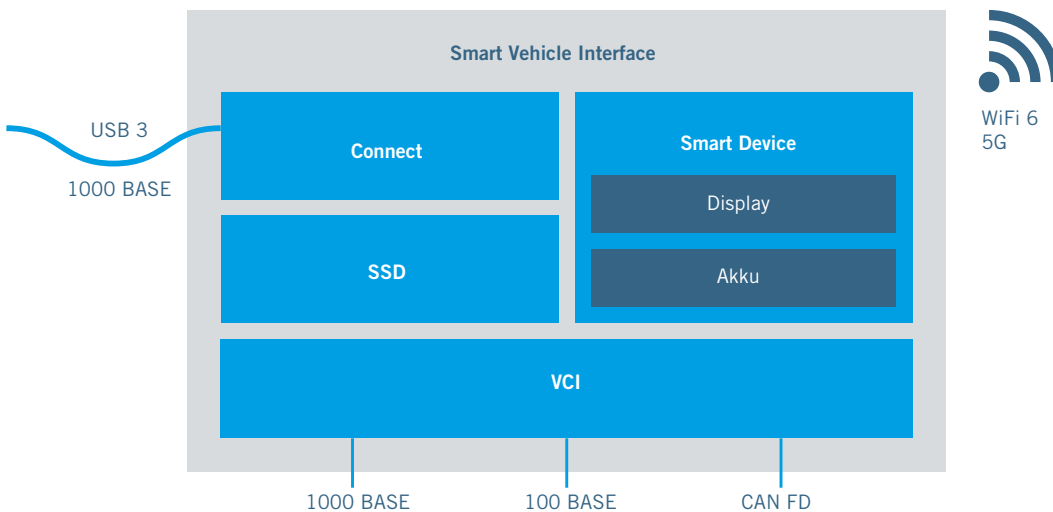 Smart Vehicle Interface
USB 3
1000 BASE
Connect
SSD
Smart Device
Display
Akku
WiFi 6
5G
VCI
1000 BASE
100 BASE
CAN FD